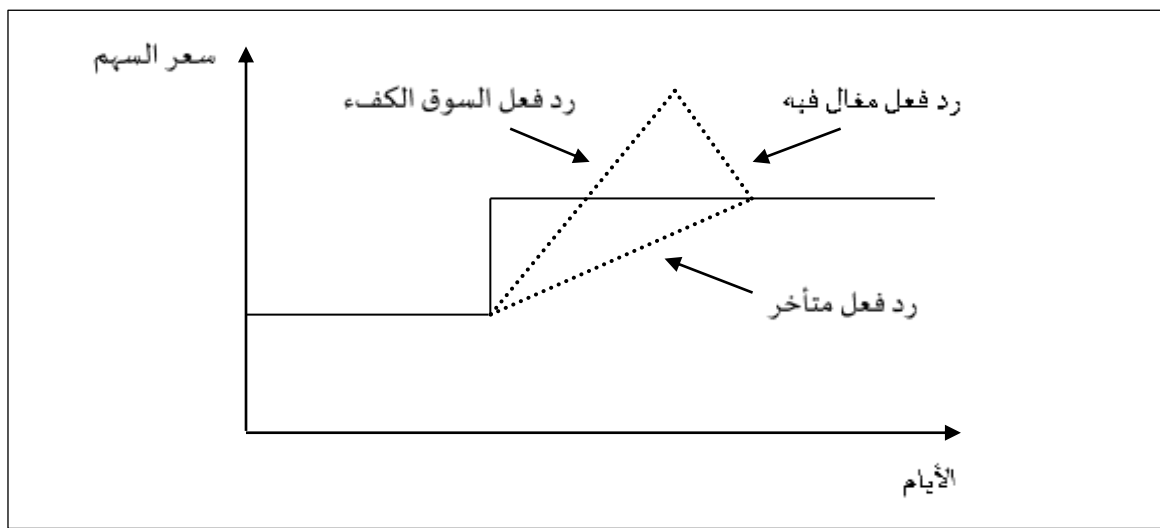 سعر السهم
رد فعل السوق الكفء
رد فعل مغال فيه
رد فعل متأخر
الأيام